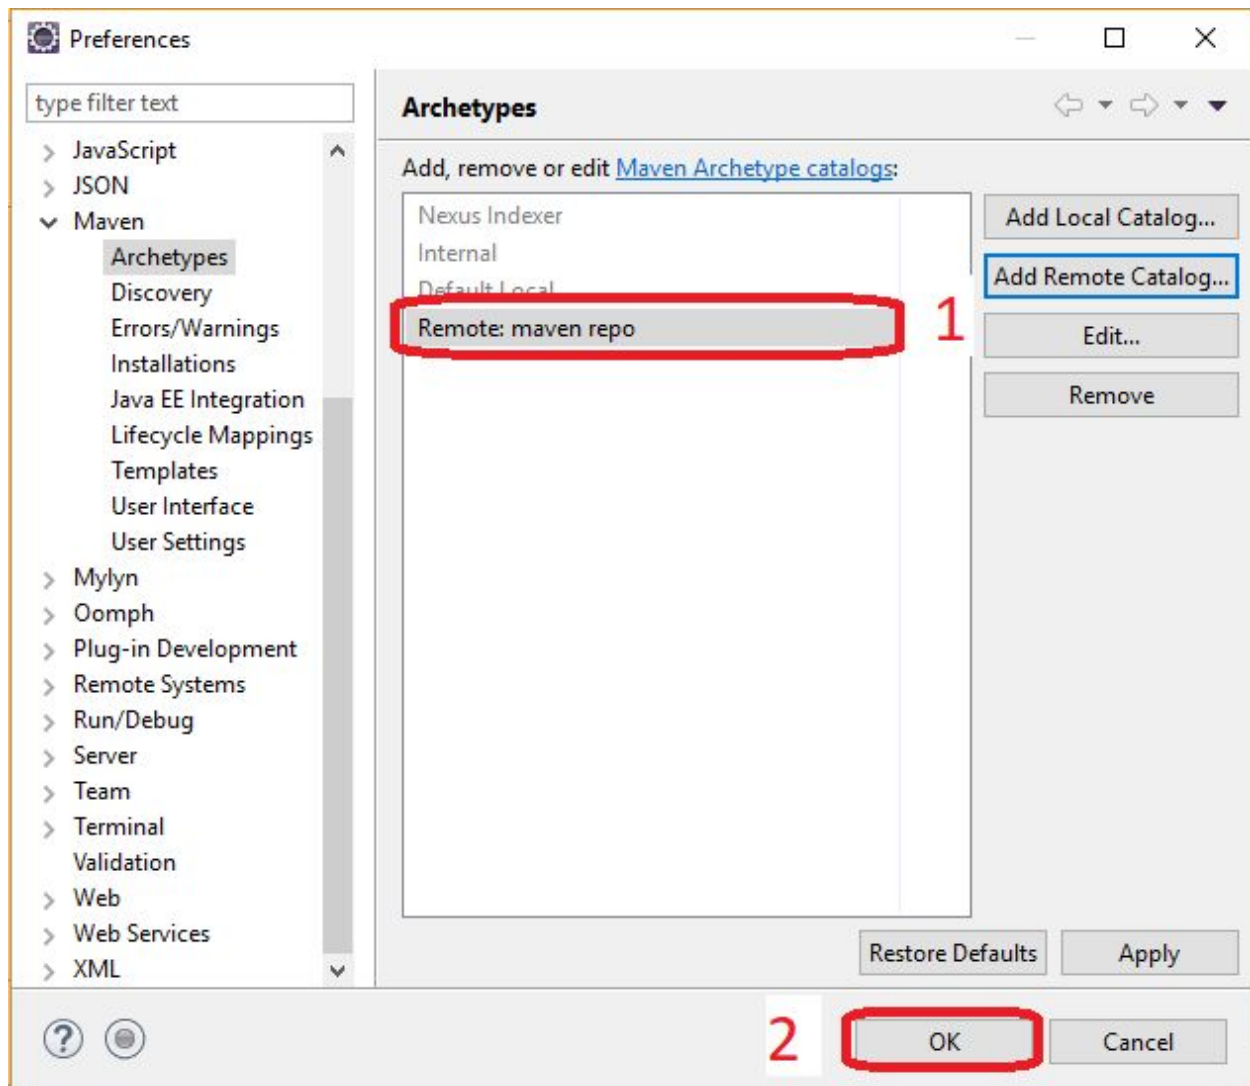 Preferences
type filter text
JavaScript
JSON
Maven
Archetypes
Discovery
Errors/Warnings
Installations
Java EE Integration
Lifecycle Mappings
Templates
User Interface
User Settings
Mylyn
Oomph
Plug-in Development
Remote Systems
Run/Debug
Server
Team
Terminal
Validation
Web
Web Services
XML
Archetypes
Add, remove or edit Maven Archetype catalogs:
Nexus Indexer
Internal
Default Local
Remote: maven repo
1
Add Local Catalog...
Add Remote Catalog...
Edit...
Remove
Restore Defaults
Apply
?
2
OK
Cancel